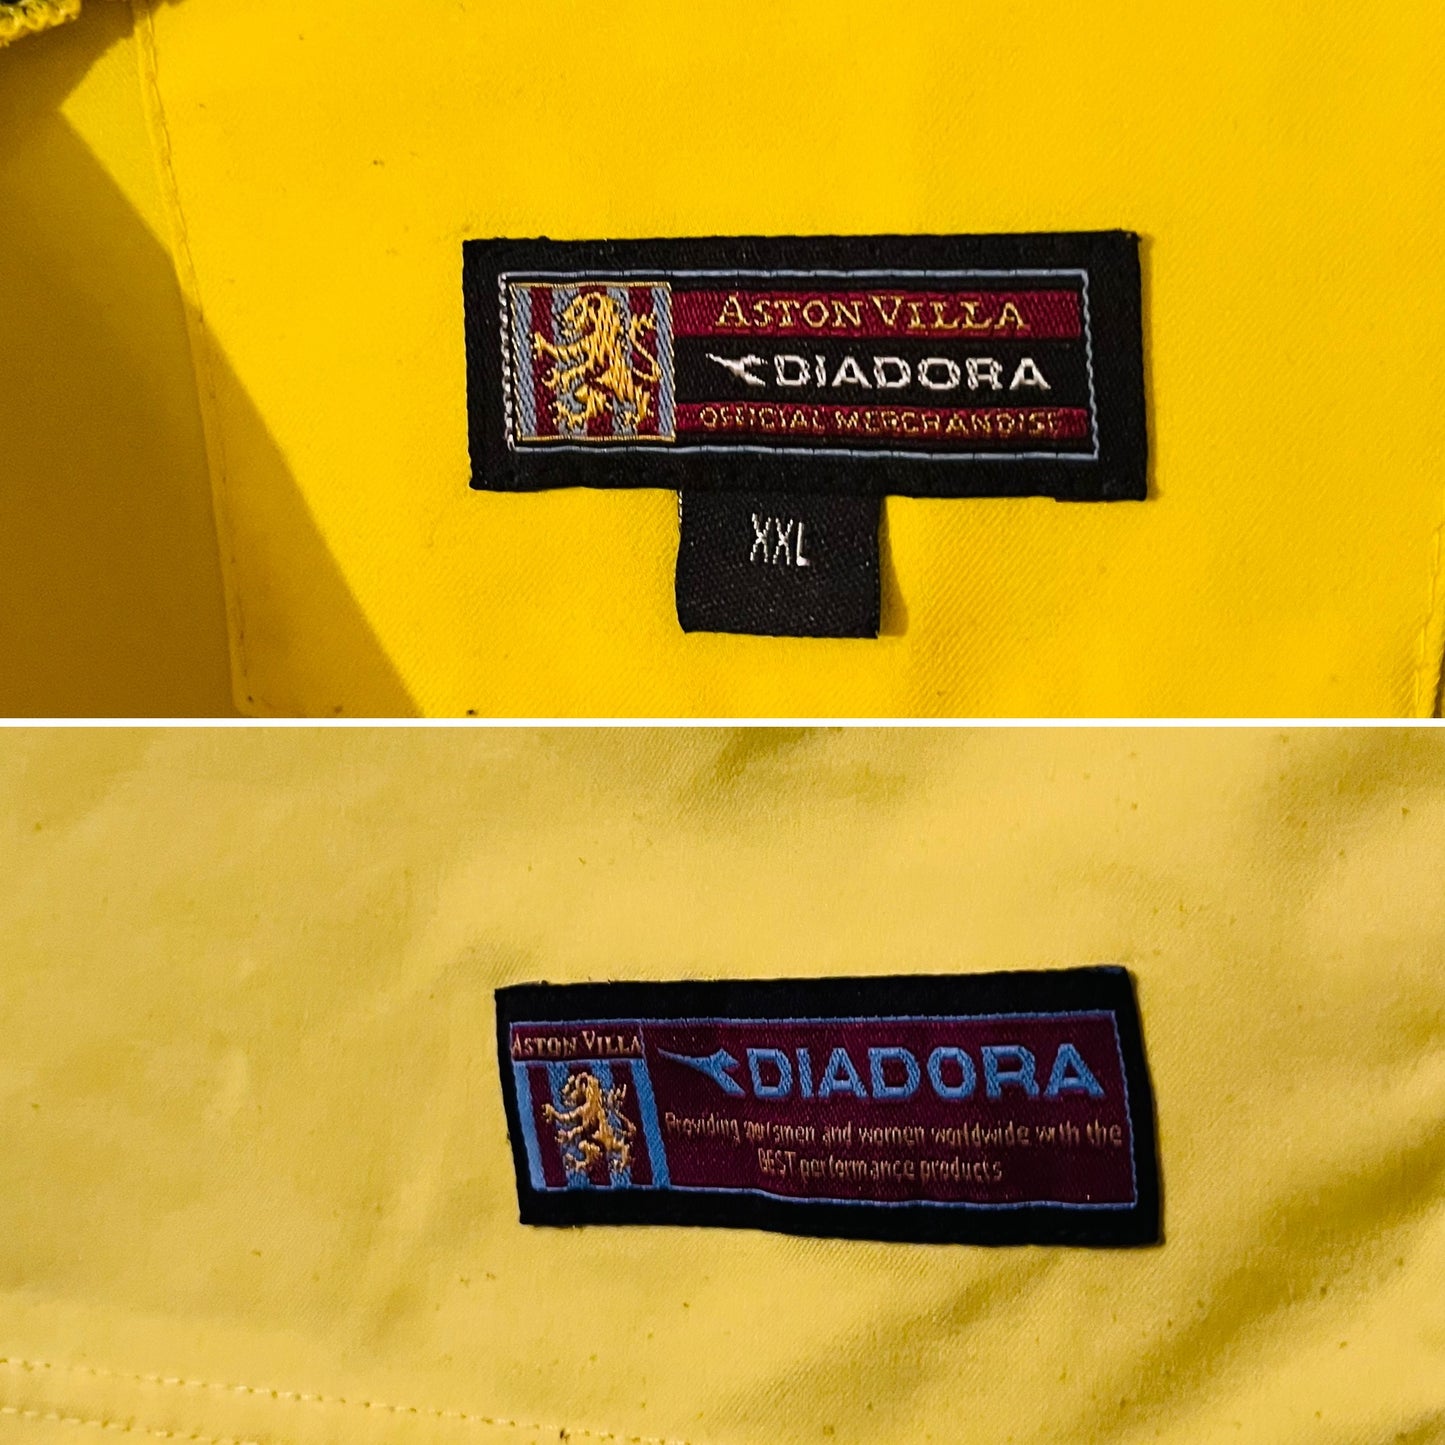 ASTON VILLA
DIADORA
OFFICIAL MERCHANDISE
XXL
ASTON VILLA
DIADORA
Providing sportsmen and women worldwide with the
BEST performance products